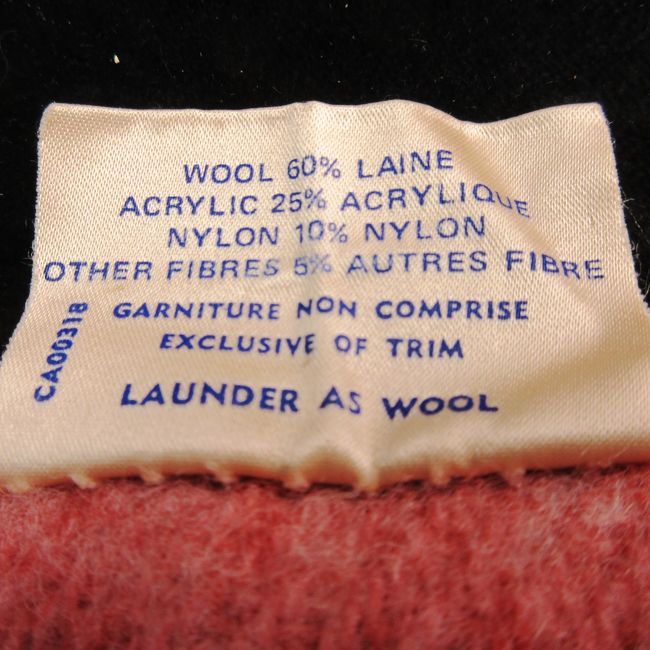 WOOL 60% LAINE
ACRYLIC 25% ACRYLIQUE
NYLON 10% NYLON
OTHER FIBRES 5% AUTRES FIBRE
GARNITURE NON COMPRISE
EXCLUSIVE OF TRIM
LAUNDER AS WOOL
CA00318